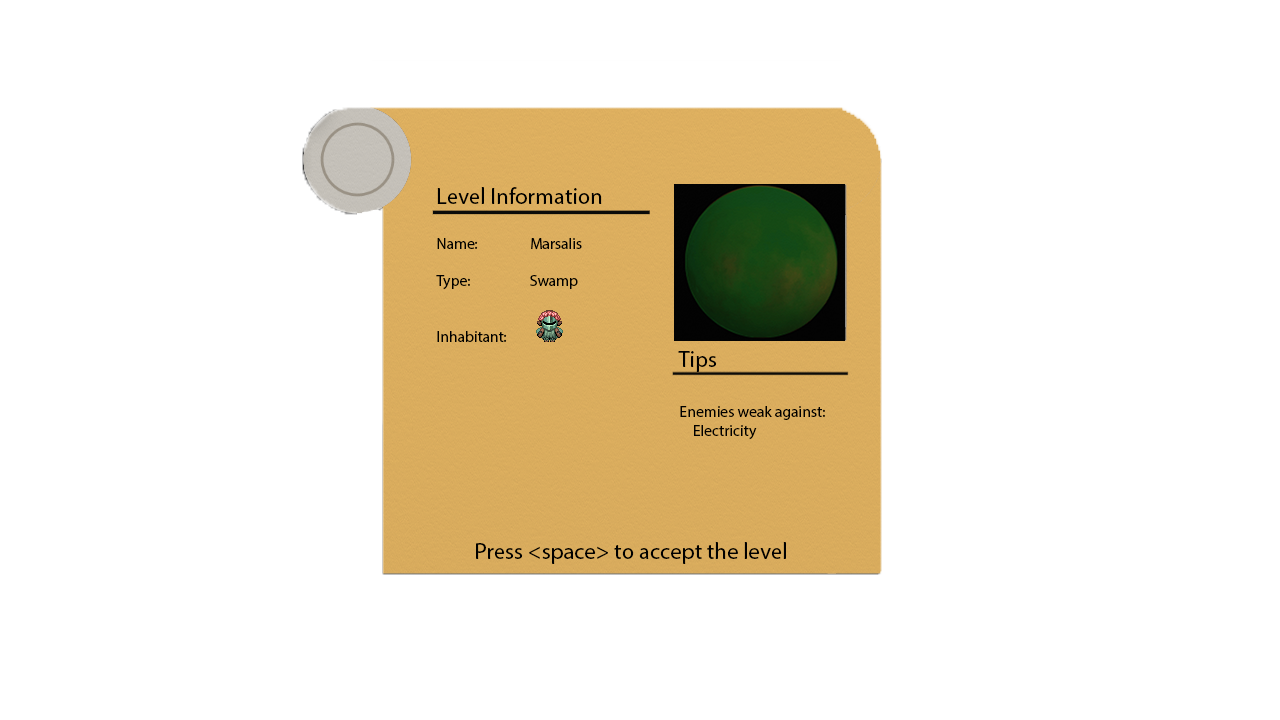 Level Information
Name: Marsalis
Type: Swamp
Inhabitant:
Tips
Enemies weak against:
Electricity
Press <space> to accept the level